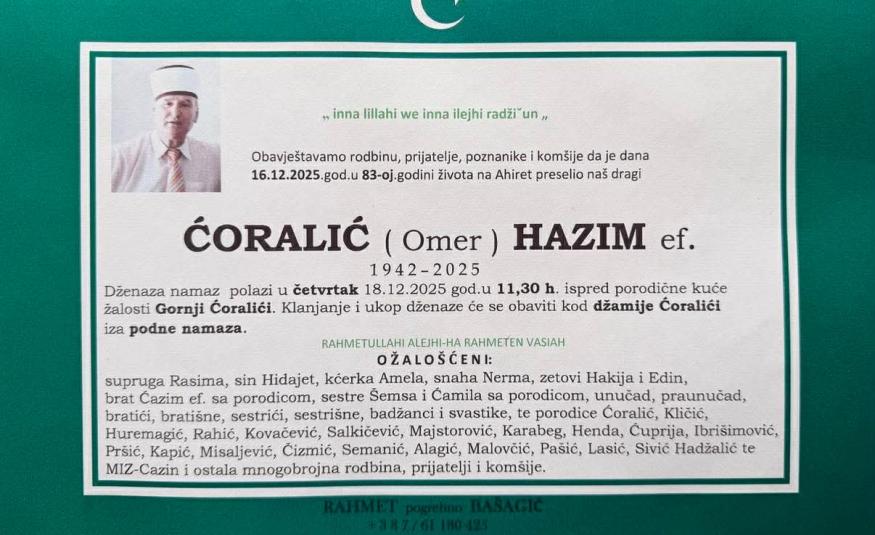 „ inna lillahi we inna ilejhi radži˘un „
Obavještavamo rodbinu, prijatelje, poznanike i komšije da je dana
16.12.2025.god.u 83-oj.godini života na Ahiret preselio naš dragi
ĆORALIĆ ( Omer ) HAZIM ef.
1942-2025
Dženaza namaz polazi u četvrtak 18.12.2025 god.u 11,30 h. ispred porodične kuće
žalosti Gornji Ćoralići. Klanjanje i ukop dženaze će se obaviti kod džamije Ćoralići
iza podne namaza.
RAHMETULLAHI ALEJHI-HA RAHMETEN VASIAH
OŽALOŠĆENI:
supruga Rasima, sin Hidajet, kćerka Amela, snaha Nerma, zetovi Hakija i Edin,
brat Ćazim ef. sa porodicom, sestre Šemsa i Ćamila sa porodicom, unučad, praunučad,
bratići, bratišne, sestrići, sestrišne, badžanci i svastike, te porodice Ćoralić, Kličić,
Huremagić, Rahić, Kovačević, Salkičević, Majstorović, Karabeg, Henda, Ćuprija, Ibrišimović,
Pršić, Kapić, Misaljević, Čizmić, Semanić, Alagić, Malovčić, Pašić, Lasić, Sivić Hadžalić te
MIZ-Cazin i ostala mnogobrojna rodbina, prijatelji i komšije.
RAHMET pogrebno BAŠAGIĆ
+387/61 180 423